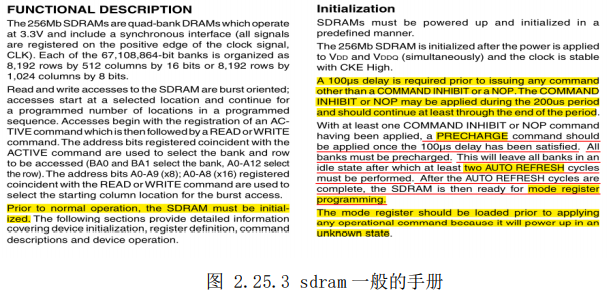 FUNCTIONAL DESCRIPTION
The 256Mb SDRAMs are quad-bank DRAMs which operate
at 3.3V and include a synchronous interface (all signals
are registered on the positive edge of the clock signal,
CLK). Each of the 67,108,864-bit banks is organized as
8,192 rows by 512 columns by 16 bits or 8,192 rows by
1,024 columns by 8 bits.
Read and write accesses to the SDRAM are burst oriented;
accesses start at a selected location and continue for
a programmed number of locations in a programmed
sequence. Accesses begin with the registration of an AC-
TIVE command which is then followed by a READ or WRITE
command. The address bits registered coincident with the
ACTIVE command are used to select the bank and row
to be accessed (BA0 and BA1 select the bank, A0-A12 select
the row). The address bits A0-A9 (x8); A0-A8 (x16) registered
coincident with the READ or WRITE command are used to
select the starting column location for the burst access.
Prior to normal operation, the SDRAM must be initial-
ized. The following sections provide detailed information
covering device initialization, register definition, command
descriptions and device operation.
Initialization
SDRAMs must be powered up and initialized in a
predefined manner.
The 256Mb SDRAM is initialized after the power is applied
to VDD and VDDQ (simultaneously) and the clock is stable
with CKE High.
A 100µs delay is required prior to issuing any command
other than a COMMAND INHIBIT or a NOP. The COMMAND
INHIBIT or NOP may be applied during the 200us period
and should continue at least through the end of the period.
With at least one COMMAND INHIBIT or NOP command
having been applied, a PRECHARGE command should
be applied once the 100µs delay has been satisfied. All
banks must be precharged. This will leave all banks in an
idle state after which at least two AUTO REFRESH cycles
must be performed. After the AUTO REFRESH cycles are
complete, the SDRAM is then ready for mode register
programming.
The mode register should be loaded prior to applying
any operational command because it will power up in an
unknown state.
图 2.25.3 sdram一般的手册